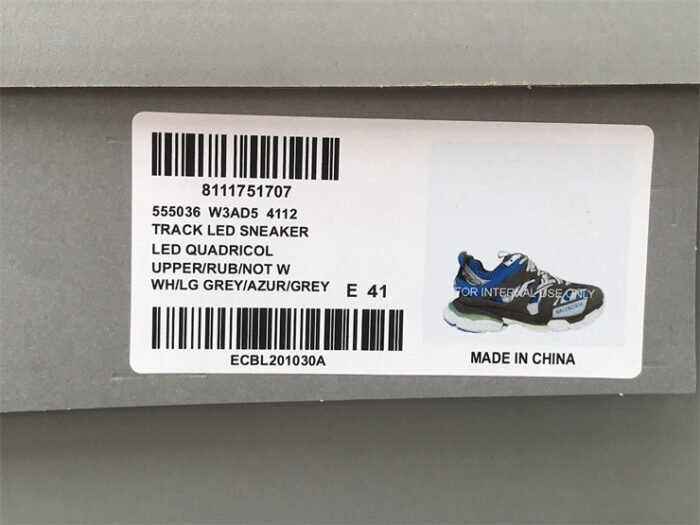 8111751707
555036 W3AD5 4112
TRACK LED SNEAKER
LED QUADRICOL
UPPER/RUB/NOT W
WH/LG GREY/AZUR/GREY E 41
ECBL201030A
FOR INTERNAL USE ONLY
BALENCIAGA
MADE IN CHINA